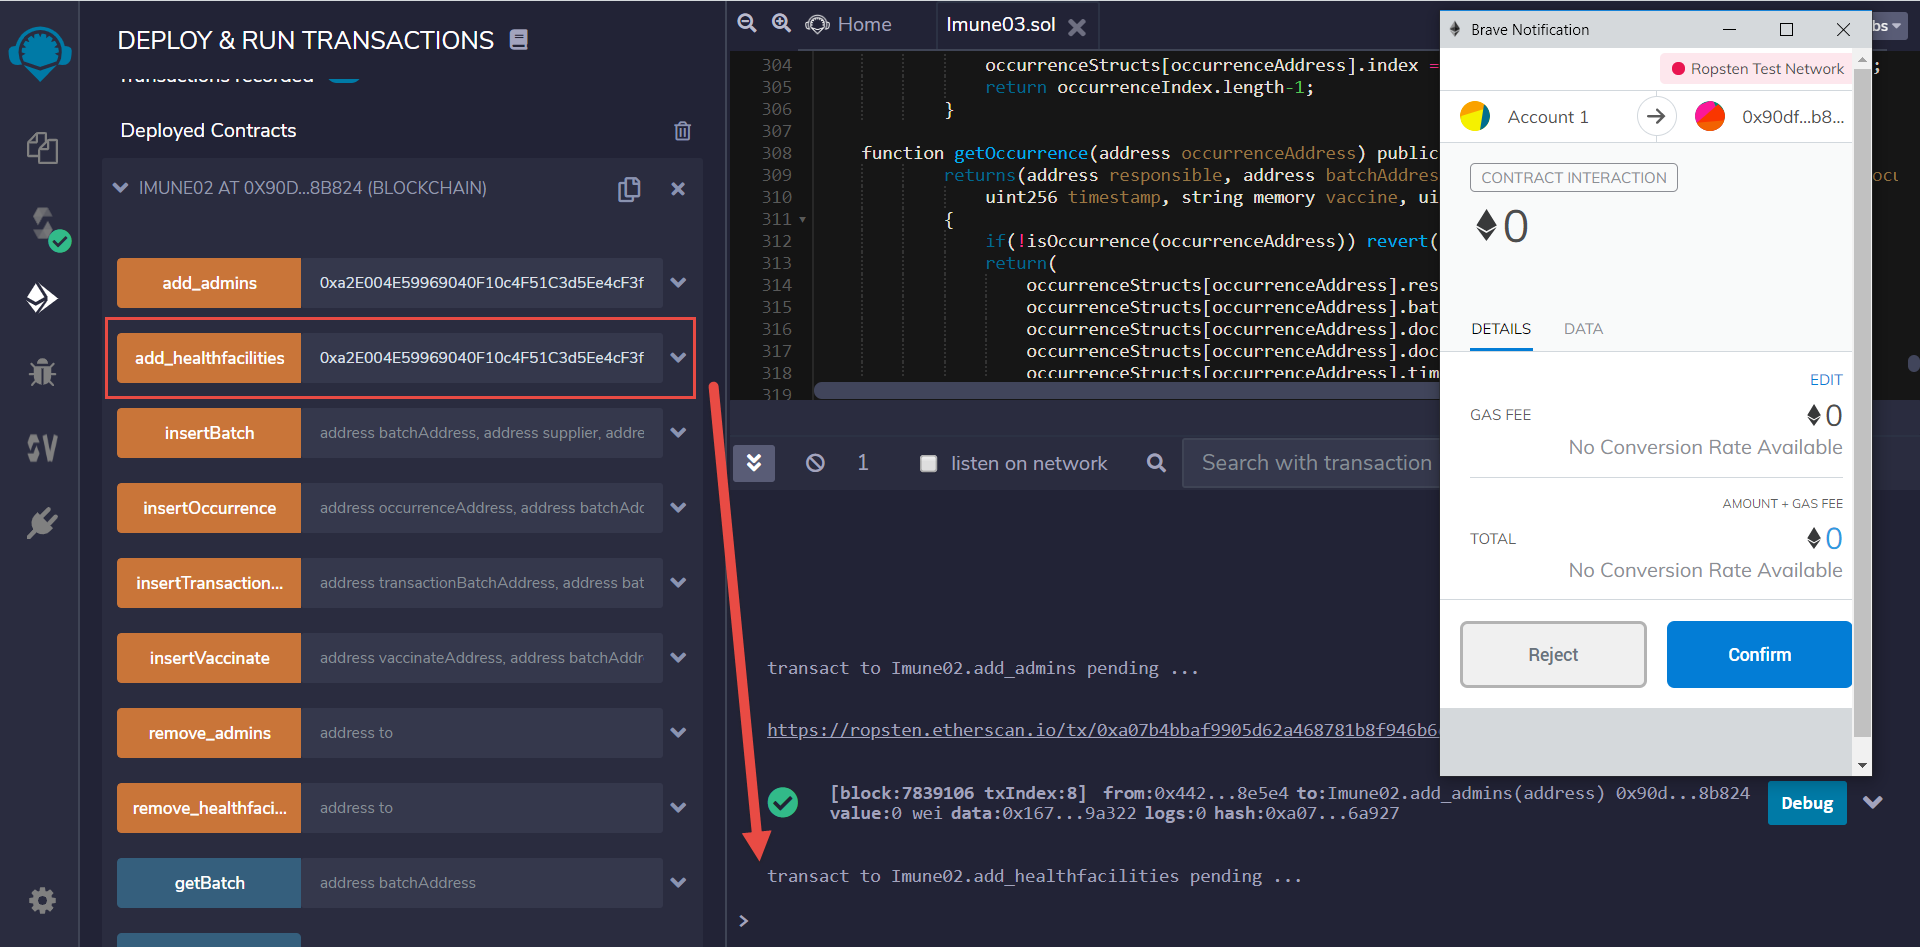 DEPLOY & RUN TRANSACTIONS
Transactions recorded
Deployed Contracts
IMUNE02 AT 0X90D...8B824 (BLOCKCHAIN)
add_admins 0xa2E004E59969040F10c4F51C3d5Ee4cF3f
add_healthfacilities 0xa2E004E59969040F10c4F51C3d5Ee4cF3f
insertBatch address batchAddress, address supplier, addre
insertOccurrence address occurrenceAddress, address batchAdd
insertTransaction... address transactionBatchAddress, address bat
insertVaccinate address vaccinateAddress, address batchAddr
remove_admins address to
remove_healthfaci... address to
getBatch address batchAddress
Home
Imune03.sol
304 occurrenceStructs[occurrenceAddress].index = ;
305 return occurrenceIndex.length-1;
306 }
307
308 function getOccurrence(address occurrenceAddress) public
309 returns(address responsible, address batchAddres ocu
310 uint256 timestamp, string memory vaccine, ui
311 {
312 if(!isOccurrence(occurrenceAddress)) revert(
313 return(
314 occurrenceStructs[occurrenceAddress].res
315 occurrenceStructs[occurrenceAddress].bat
316 occurrenceStructs[occurrenceAddress].doc
317 occurrenceStructs[occurrenceAddress].doc
318 occurrenceStructs[occurrenceAddress].tim
319
1 listen on network Search with transaction
transact to Imune02.add_admins pending ...
https://ropsten.etherscan.io/tx/0xa07b4bbaf9905d62a468781b8f946b6
[block:7839106 txIndex:8] from:0x442...8e5e4 to:Imune02.add_admins(address) 0x90d...8b824
value:0 wei data:0x167...9a322 logs:0 hash:0xa07...6a927
Debug
transact to Imune02.add_healthfacilities pending ...
>
Brave Notification
bs
Ropsten Test Network
Account 1 0x90df...b8...
CONTRACT INTERACTION
0
DETAILS DATA
EDIT
GAS FEE 0
No Conversion Rate Available
AMOUNT + GAS FEE
TOTAL 0
No Conversion Rate Available
Reject Confirm